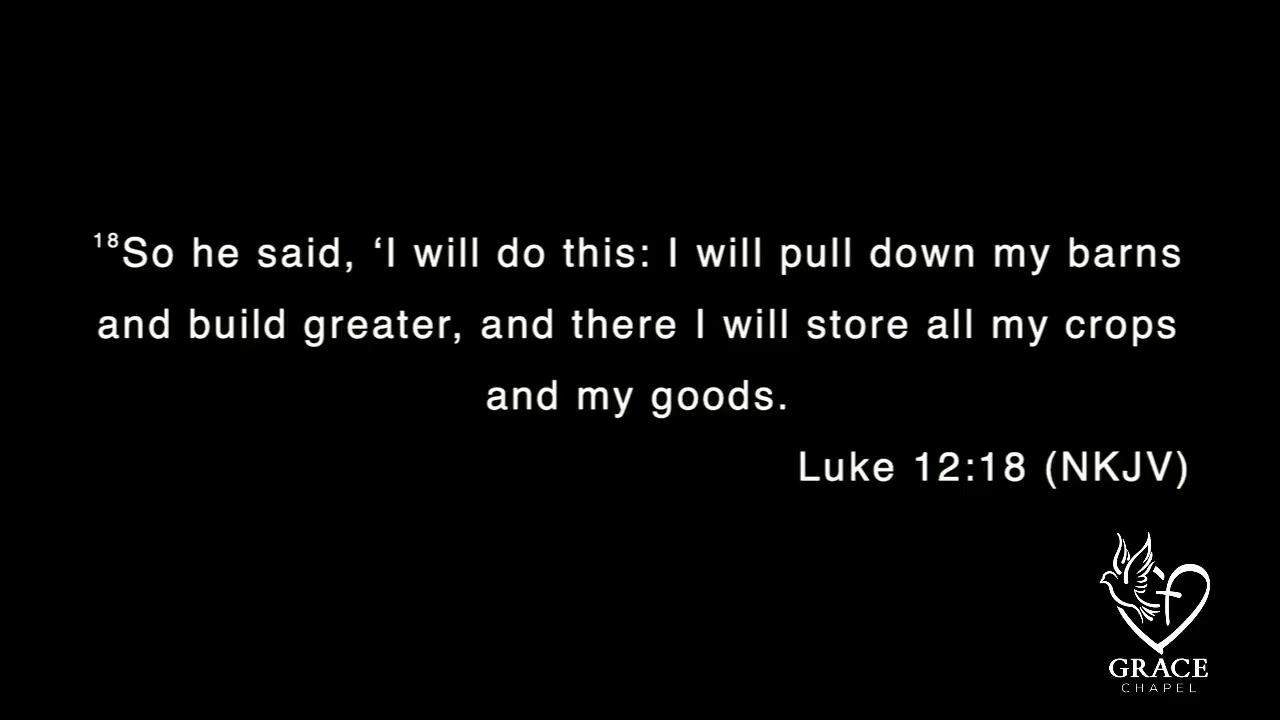 ¹⁸So he said, ‘I will do this: I will pull down my barns
and build greater, and there I will store all my crops
and my goods.
Luke 12:18 (NKJV)
GRACE
CHAPEL